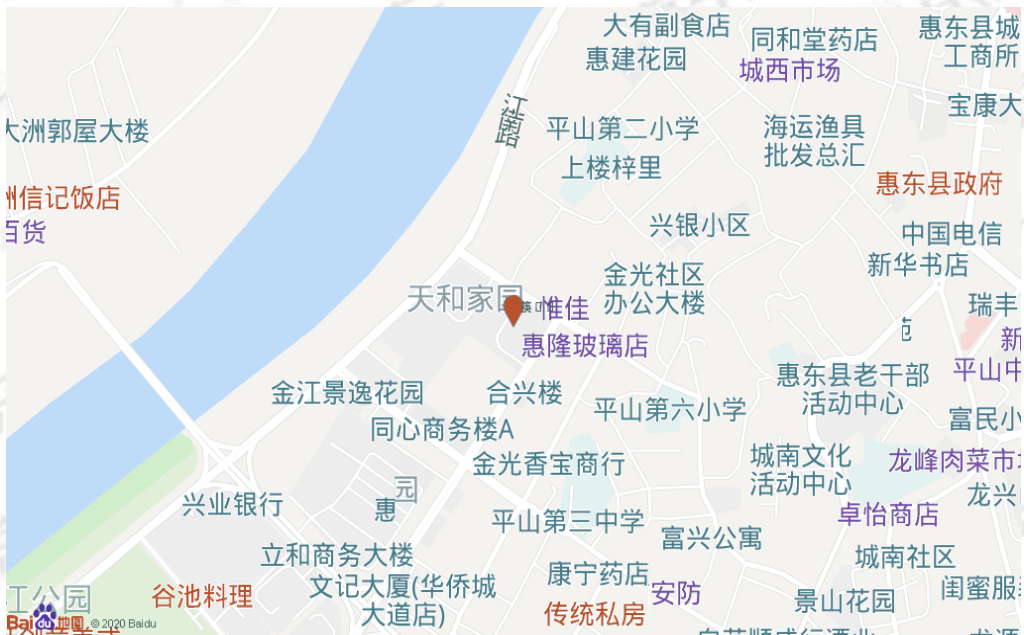 大有副食店
惠东县城
同和堂药店
工商所
惠建花园
城西市场
宝康大
平山第二小学
海运渔具
大洲郭屋大楼
批发总汇
上楼梓里
惠东县政府
州信记饭店
兴银小区
百货
中国电信
新华书店
金光社区
办公大楼
天和家园
惟佳
瑞丰
惠隆玻璃店
新
平山中
惠东县老干部
活动中心
金江景逸花园
合兴楼
平山第六小学
富民小
同心商务楼A
城南文化
活动中心
龙峰肉菜市场
金光香宝商行
园
龙兴
兴业银行
惠
卓怡商店
平山第三中学
富兴公寓
立和商务大楼
城南社区
康宁药店
文记大厦(华侨城
大道店)
闺蜜服
安防
江公园
谷池料理
景山花园
传统私房
Baidu地图 © 2020 Baidu